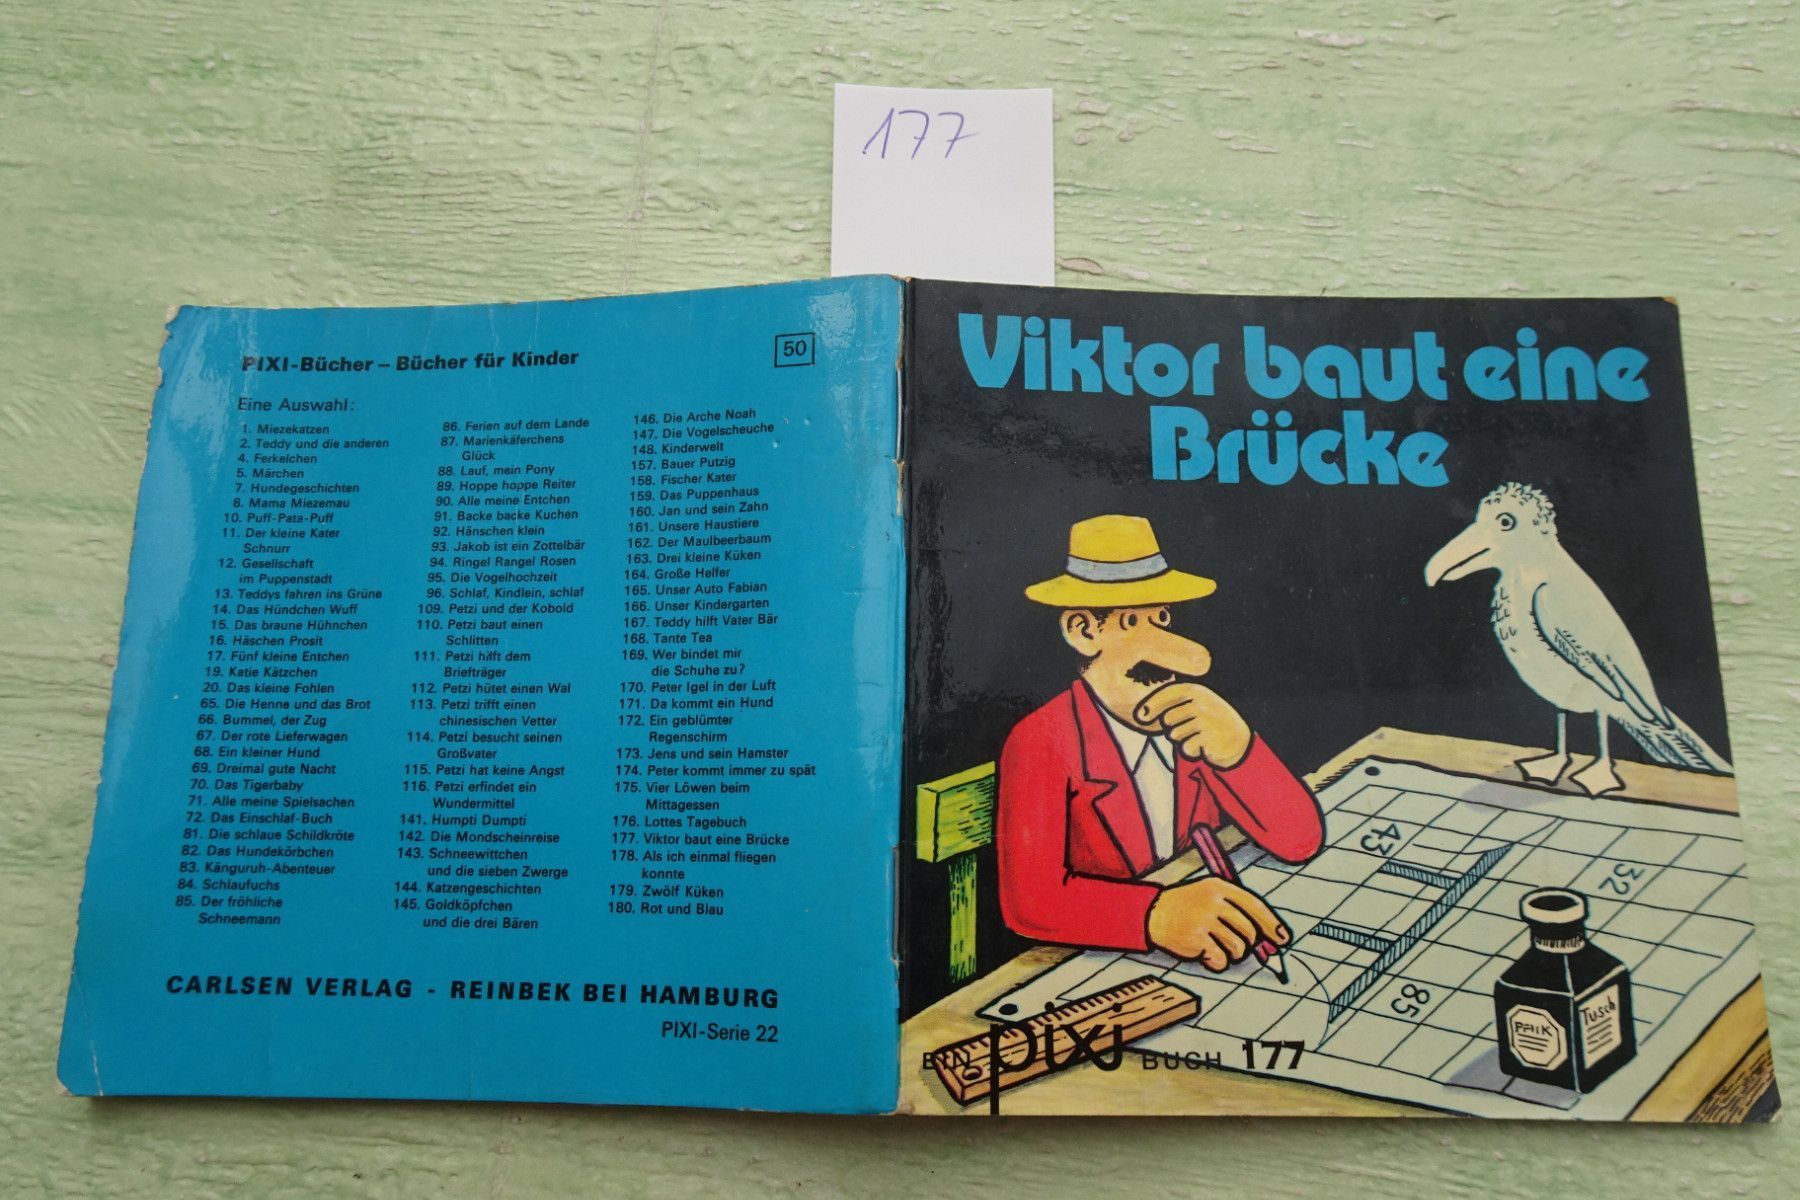 177
PIXI-Bücher – Bücher für Kinder
50
Eine Auswahl:
1. Miezekatzen
2. Teddy und die anderen
4. Ferkelchen
5. Märchen
7. Hundegeschichten
8. Mama Miezemau
10. Puff-Pata-Puff
11. Der kleine Kater
Schnurr
12. Gesellschaft
im Puppenstadt
13. Teddys fahren ins Grüne
14. Das Hündchen Wuff
15. Das braune Hühnchen
16. Häschen Prosit
17. Fünf kleine Entchen
19. Katie Kätzchen
20. Das kleine Fohlen
65. Die Henne und das Brot
66. Bummel, der Zug
67. Der rote Lieferwagen
68. Ein kleiner Hund
69. Dreimal gute Nacht
70. Das Tigerbaby
71. Alle meine Spielsachen
72. Das Einschlaf-Buch
81. Die schlaue Schildkröte
82. Das Hundekörbchen
83. Känguruh-Abenteuer
84. Schlaufuchs
85. Der fröhliche
Schneemann
86. Ferien auf dem Lande
87. Marienkäferchens
Glück
88. Lauf, mein Pony
89. Hoppe hoppe Reiter
90. Alle meine Entchen
91. Backe backe Kuchen
92. Hänschen klein
93. Jakob ist ein Zottelbär
94. Ringel Rangel Rosen
95. Die Vogelhochzeit
96. Schlaf, Kindlein, schlaf
109. Petzi und der Kobold
110. Petzi baut einen
Schlitten
111. Petzi hilft dem
Briefträger
112. Petzi hütet einen Wal
113. Petzi trifft einen
chinesischen Vetter
114. Petzi besucht seinen
Großvater
115. Petzi hat keine Angst
116. Petzi erfindet ein
Wundermittel
141. Humpti Dumpti
142. Die Mondscheinreise
143. Schneewittchen
und die sieben Zwerge
144. Katzengeschichten
145. Goldköpfchen
und die drei Bären
146. Die Arche Noah
147. Die Vogelscheuche
148. Kinderwelt
157. Bauer Putzig
158. Fischer Kater
159. Das Puppenhaus
160. Jan und sein Zahn
161. Unsere Haustiere
162. Der Maulbeerbaum
163. Drei kleine Küken
164. Große Helfer
165. Unser Auto Fabian
166. Unser Kindergarten
167. Teddy hilft Vater Bär
168. Tante Tea
169. Wer bindet mir
die Schuhe zu?
170. Peter Igel in der Luft
171. Da kommt ein Hund
172. Ein geblümter
Regenschirm
173. Jens und sein Hamster
174. Peter kommt immer zu spät
175. Vier Löwen beim
Mittagessen
176. Lottes Tagebuch
177. Viktor baut eine Brücke
178. Als ich einmal fliegen
konnte
179. Zwölf Küken
180. Rot und Blau
CARLSEN VERLAG - REINBEK BEI HAMBURG
PIXI-Serie 22
Viktor baut eine
Brücke
43
32
85
Tusch
EIN pixi BUCH 177